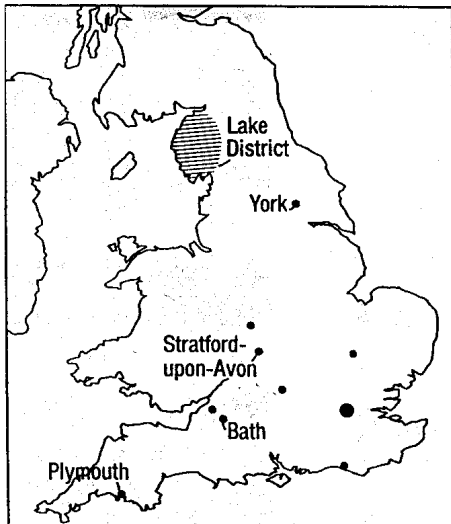 Lake
District
York
Stratford-
upon-Avon
Bath
Plymouth